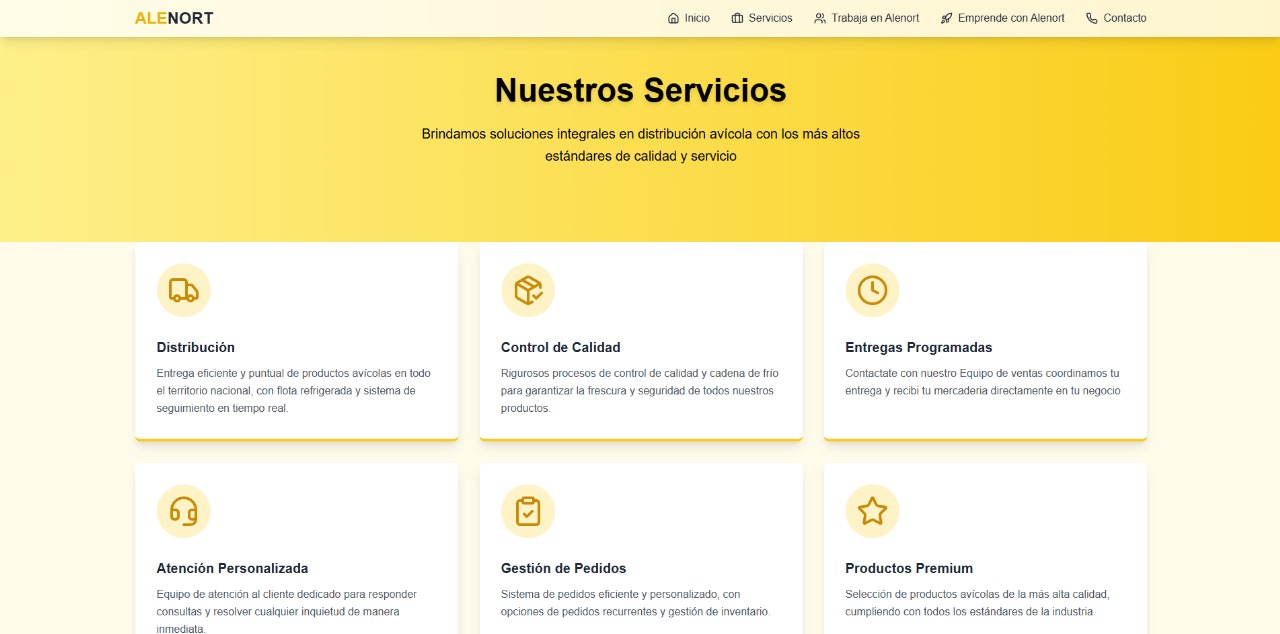 ALENORT
Inicio
Servicios
Trabaja en Alenort
Emprende con Alenort
Contacto
Nuestros Servicios
Brindamos soluciones integrales en distribución avícola con los más altos
estándares de calidad y servicio
Distribución
Entrega eficiente y puntual de productos avícolas en todo
el territorio nacional, con flota refrigerada y sistema de
seguimiento en tiempo real.
Control de Calidad
Rigurosos procesos de control de calidad y cadena de frío
para garantizar la frescura y seguridad de todos nuestros
productos.
Entregas Programadas
Contactate con nuestro Equipo de ventas coordinamos tu
entrega y recibi tu mercaderia directamente en tu negocio
Atención Personalizada
Equipo de atención al cliente dedicado para responder
consultas y resolver cualquier inquietud de manera
inmediata.
Gestión de Pedidos
Sistema de pedidos eficiente y personalizado, con
opciones de pedidos recurrentes y gestión de inventario.
Productos Premium
Selección de productos avícolas de la más alta calidad,
cumpliendo con todos los estándares de la industria.